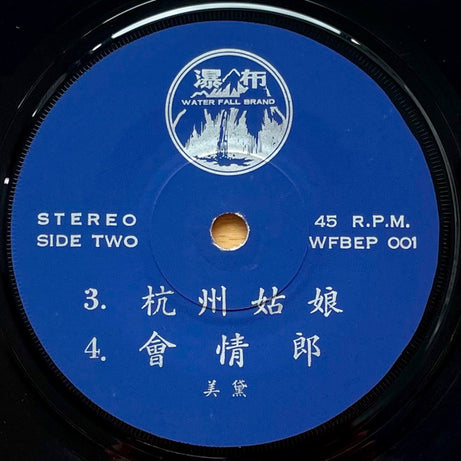 瀑布
WATER FALL BRAND
STEREO
SIDE TWO
45 R.P.M.
WFBEP 001
3. 杭州姑娘
4. 會情郎
美黛